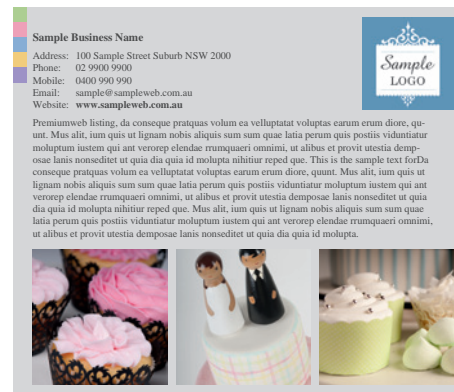 Sample Business Name
Address: 100 Sample Street Suburb NSW 2000
Phone: 02 9900 9900
Mobile: 0400 990 990
Email: sample@sampleweb.com.au
Website: www.sampleweb.com.au
Sample
LOGO
Premiumweb listing, da conseque pratquas volum ea velluptatat voluptas earum erum diore, qu-
unt. Mus alit, ium quis ut lignam nobis aliquis sum sum quae latia perum quis postiis viduntiatur
moluptum iustem qui ant verorep elendae rrumquaeri omnimi, ut alibus et provit utestia demp-
osae lanis nonseditet ut quia dia quia id molupta nihitiur reped que. This is the sample text forDa
conseque pratquas volum ea velluptatat voluptas earum erum diore, quunt. Mus alit, ium quis ut
lignam nobis aliquis sum sum quae latia perum quis postiis viduntiatur moluptum iustem qui ant
verorep elendae rrumquaeri omnimi, ut alibus et provit utestia demposae lanis nonseditet ut quia
dia quia id molupta nihitiur reped que. Mus alit, ium quis ut lignam nobis aliquis sum sum quae
latia perum quis postiis viduntiatur moluptum iustem qui ant verorep elendae rrumquaeri omnimi,
ut alibus et provit utestia demposae lanis nonseditet ut quia dia quia id molupta.